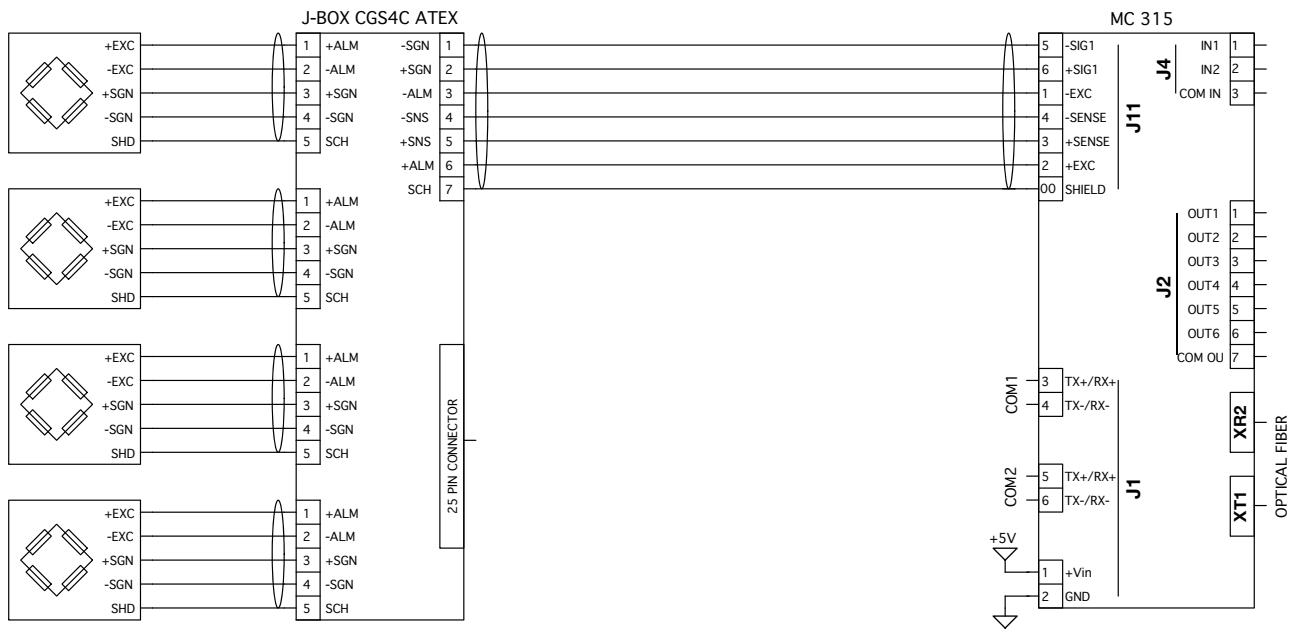 J-BOX CGS4C ATEX
MC 315
+EXC 1 +ALM -SGN 1 5 -SIG1 IN1 1
-EXC 2 -ALM +SGN 2 6 +SIG1 IN2 2
+SGN 3 +SGN -ALM 3 1 -EXC COM IN 3
-SGN 4 -SGN -SNS 4 4 -SENSE
SHD 5 SCH +SNS 5 3 +SENSE
+ALM 6 2 +EXC
SCH 7 00 SHIELD
J4
J11
+EXC 1 +ALM
-EXC 2 -ALM
+SGN 3 +SGN
-SGN 4 -SGN
SHD 5 SCH
OUT1 1
OUT2 2
OUT3 3
OUT4 4
OUT5 5
OUT6 6
COM OU 7
J2
+EXC 1 +ALM
-EXC 2 -ALM
+SGN 3 +SGN
-SGN 4 -SGN
SHD 5 SCH
25 PIN CONNECTOR
COM1
3 TX+/RX+
4 TX-/RX-
COM2
5 TX+/RX+
6 TX-/RX-
J1
XR2
XT1
OPTICAL FIBER
+EXC 1 +ALM
-EXC 2 -ALM
+SGN 3 +SGN
-SGN 4 -SGN
SHD 5 SCH
+5V
1 +Vin
2 GND